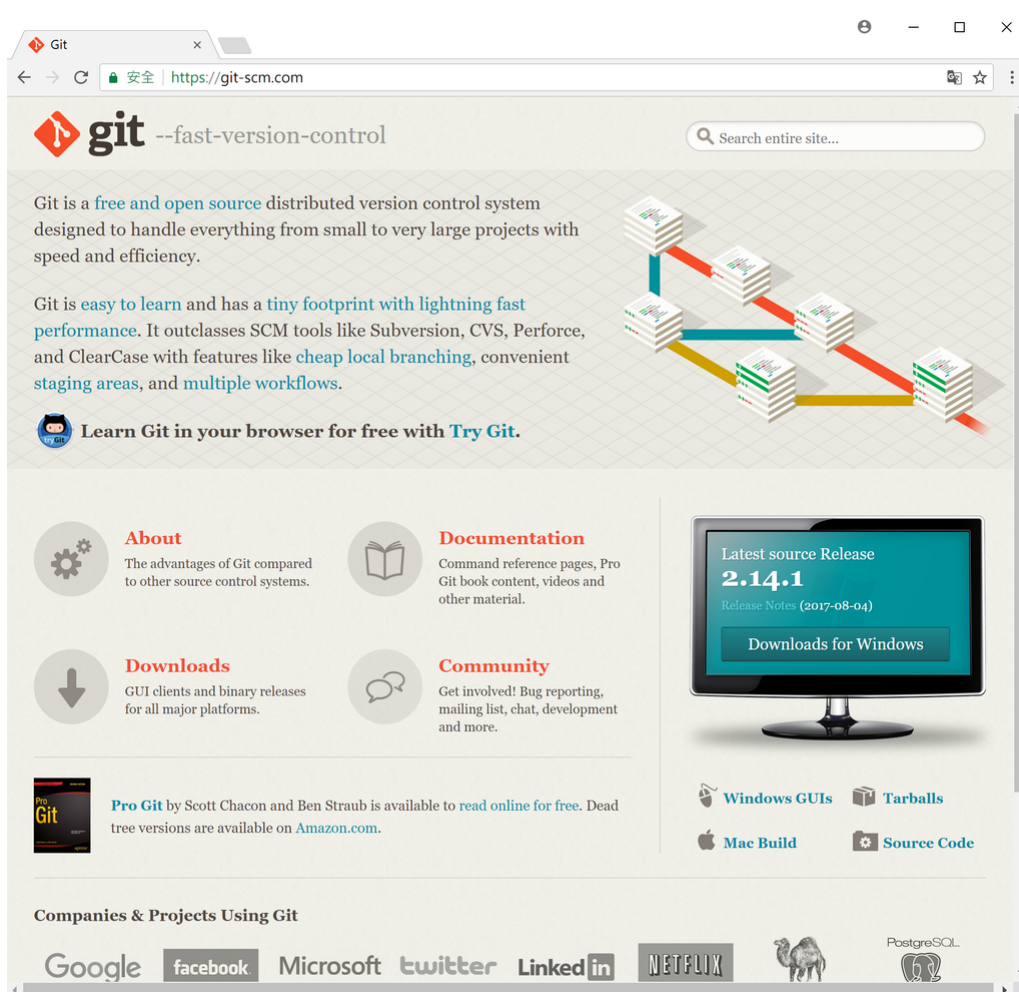 Git
安全 https://git-scm.com
git --fast-version-control
Search entire site...
Git is a free and open source distributed version control system
designed to handle everything from small to very large projects with
speed and efficiency.
Git is easy to learn and has a tiny footprint with lightning fast
performance. It outclasses SCM tools like Subversion, CVS, Perforce,
and ClearCase with features like cheap local branching, convenient
staging areas, and multiple workflows.
tryGit
Learn Git in your browser for free with Try Git.
About
The advantages of Git compared
to other source control systems.
Documentation
Command reference pages, Pro
Git book content, videos and
other material.
Downloads
GUI clients and binary releases
for all major platforms.
Community
Get involved! Bug reporting,
mailing list, chat, development
and more.
Latest source Release
2.14.1
Release Notes (2017-08-04)
Downloads for Windows
Pro
Git
Pro Git by Scott Chacon and Ben Straub is available to read online for free. Dead
tree versions are available on Amazon.com.
Windows GUIs
Tarballs
Mac Build
Source Code
Companies & Projects Using Git
Google facebook. Microsoft twitter Linked in NETFLIX PostgreSQL